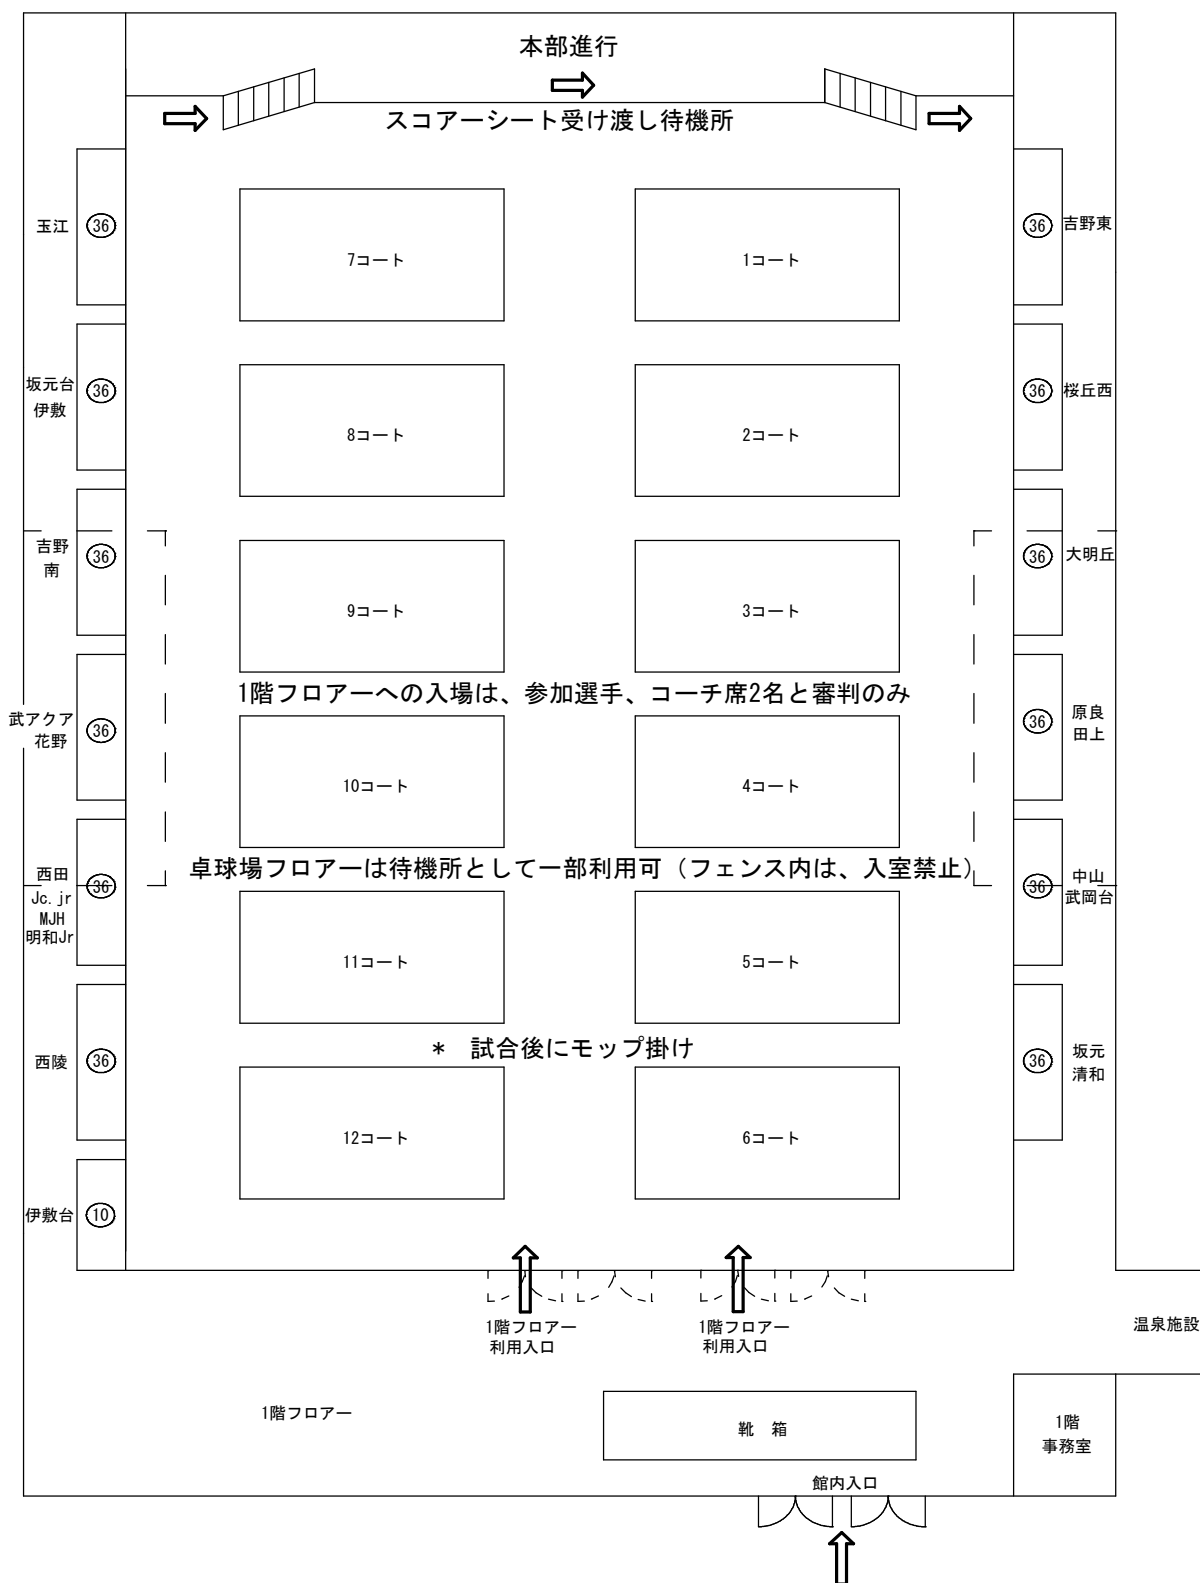 本部進行
スコアーシート受け渡し待機所
玉江
36
7コート
1コート
36
吉野東
坂元台
伊敷
36
8コート
2コート
36
桜丘西
吉野
南
36
9コート
3コート
36
大明丘
1階フロアーへの入場は、参加選手、コーチ席2名と審判のみ
武アクア
花野
36
10コート
4コート
36
原良
田上
卓球場フロアーは待機所として一部利用可（フェンス内は、入室禁止）
西田
Jc.jr
MJH
明和Jr
36
11コート
5コート
36
中山
武岡台
* 試合後にモップ掛け
西陵
36
12コート
6コート
36
坂元
清和
伊敷台
10
1階フロアー
利用入口
1階フロアー
利用入口
温泉施設
1階フロアー
靴 箱
1階
事務室
館内入口